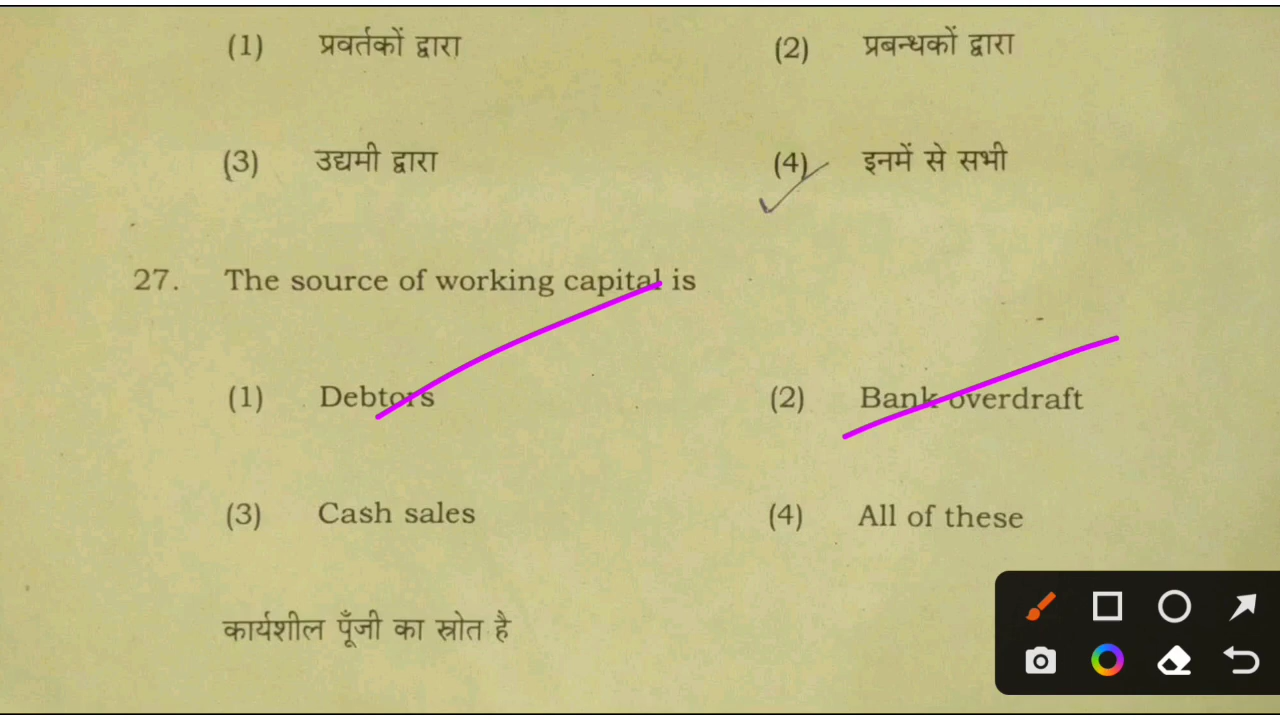 (1) प्रवर्तकों द्वारा (2) प्रबन्धकों द्वारा
(3) उद्यमी द्वारा (4) इनमें से सभी
27. The source of working capital is
(1) Debtors (2) Bank overdraft
(3) Cash sales (4) All of these
कार्यशील पूँजी का स्रोत है